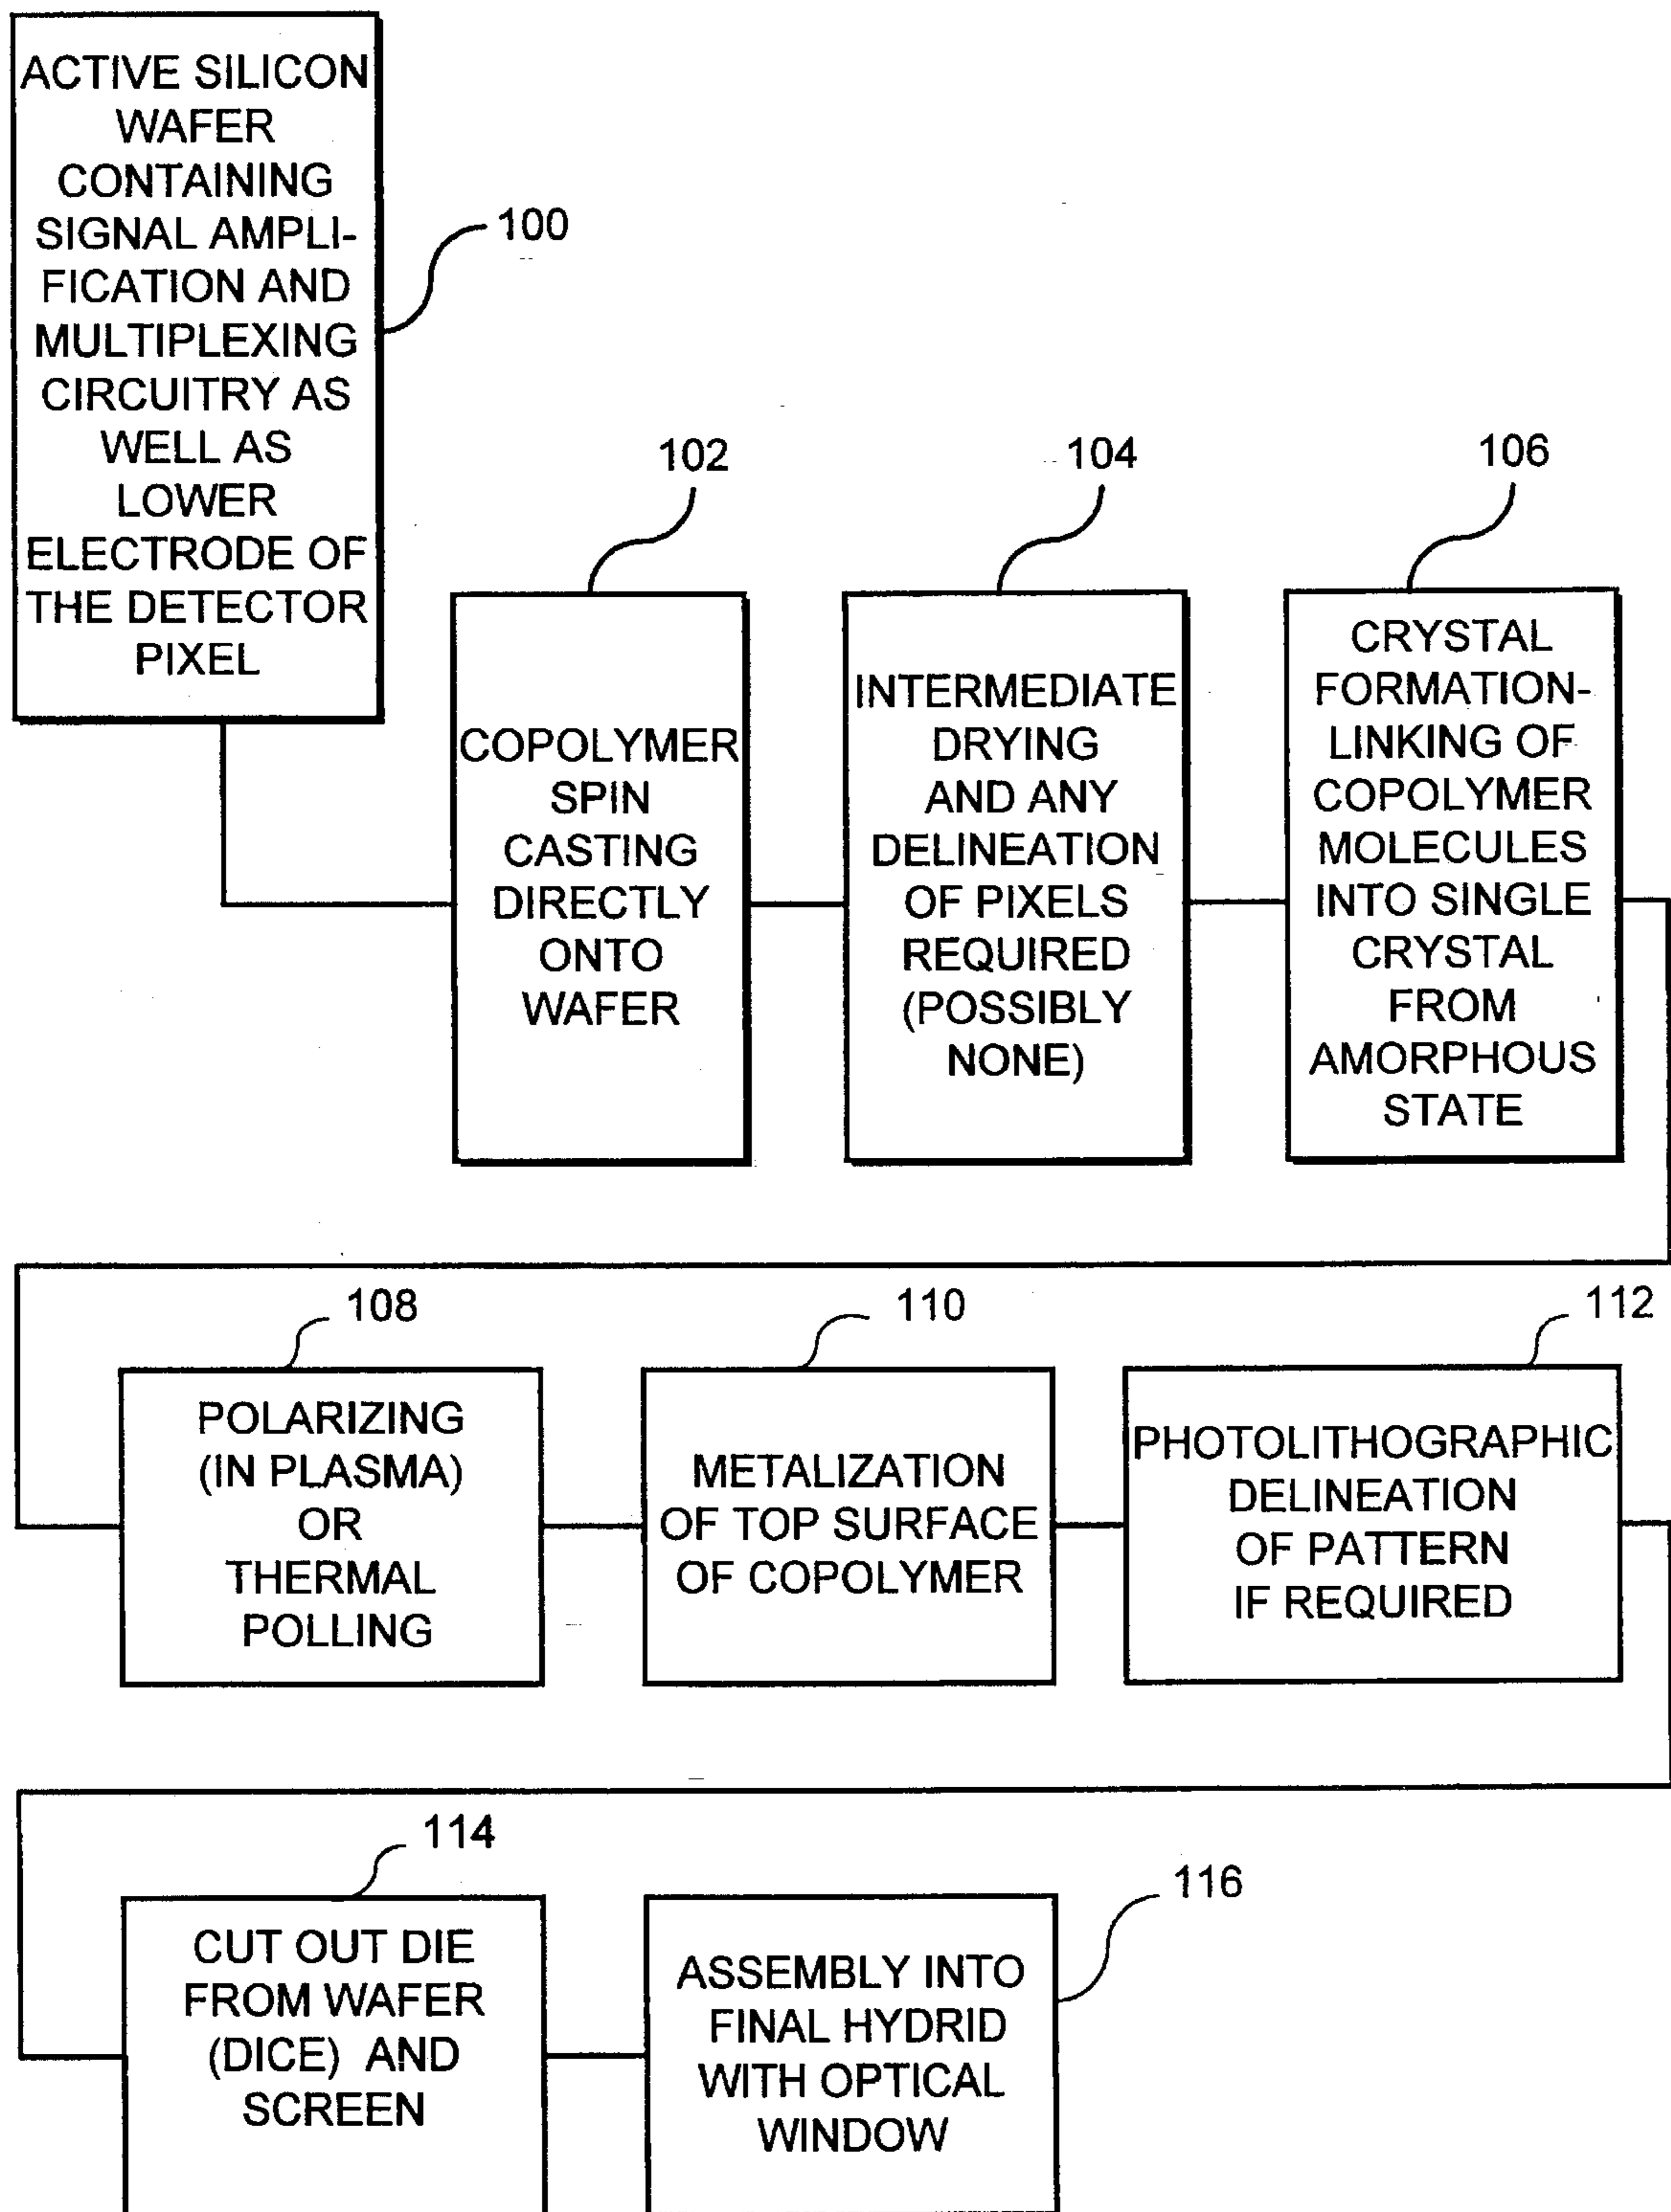 ACTIVE SILICON
WAFER
CONTAINING
SIGNAL AMPLI-
FICATION AND
MULTIPLEXING
CIRCUITRY AS
WELL AS
LOWER
ELECTRODE OF
THE DETECTOR
PIXEL
100
102
COPOLYMER
SPIN
CASTING
DIRECTLY
ONTO
WAFER
104
INTERMEDIATE
DRYING
AND ANY
DELINEATION
OF PIXELS
REQUIRED
(POSSIBLY
NONE)
106
CRYSTAL
FORMATION-
LINKING OF
COPOLYMER
MOLECULES
INTO SINGLE
CRYSTAL
FROM
AMORPHOUS
STATE
108
POLARIZING
(IN PLASMA)
OR
THERMAL
POLLING
110
METALIZATION
OF TOP SURFACE
OF COPOLYMER
112
PHOTOLITHOGRAPHIC
DELINEATION
OF PATTERN
IF REQUIRED
114
CUT OUT DIE
FROM WAFER
(DICE) AND
SCREEN
116
ASSEMBLY INTO
FINAL HYDRID
WITH OPTICAL
WINDOW